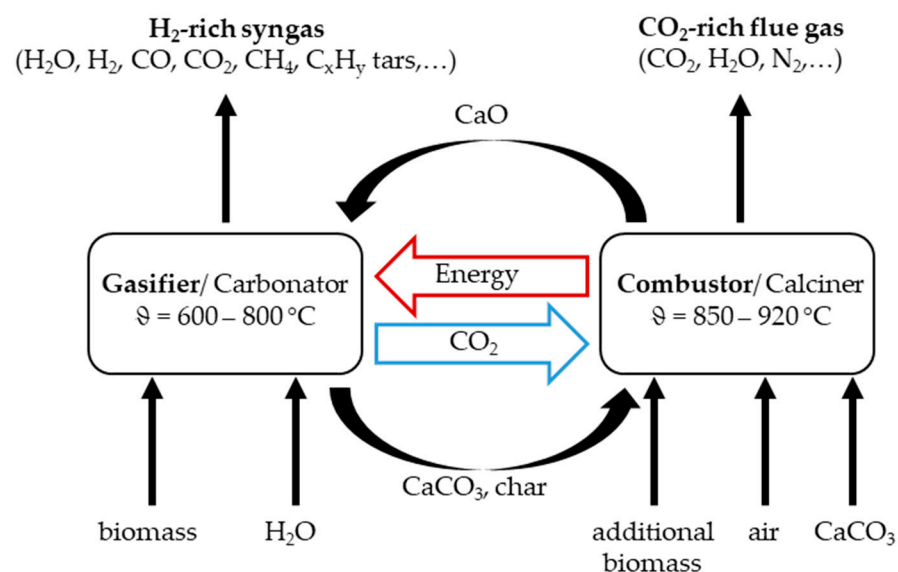 H₂-rich syngas
(H₂O, H₂, CO, CO₂, CH₄, CₓHᵧ tars,…)
CO₂-rich flue gas
(CO₂, H₂O, N₂,…)
CaO
Gasifier/ Carbonator
ϑ = 600 – 800 °C
Energy
CO₂
Combustor/ Calciner
ϑ = 850 – 920 °C
CaCO₃, char
biomass
H₂O
additional
biomass
air
CaCO₃